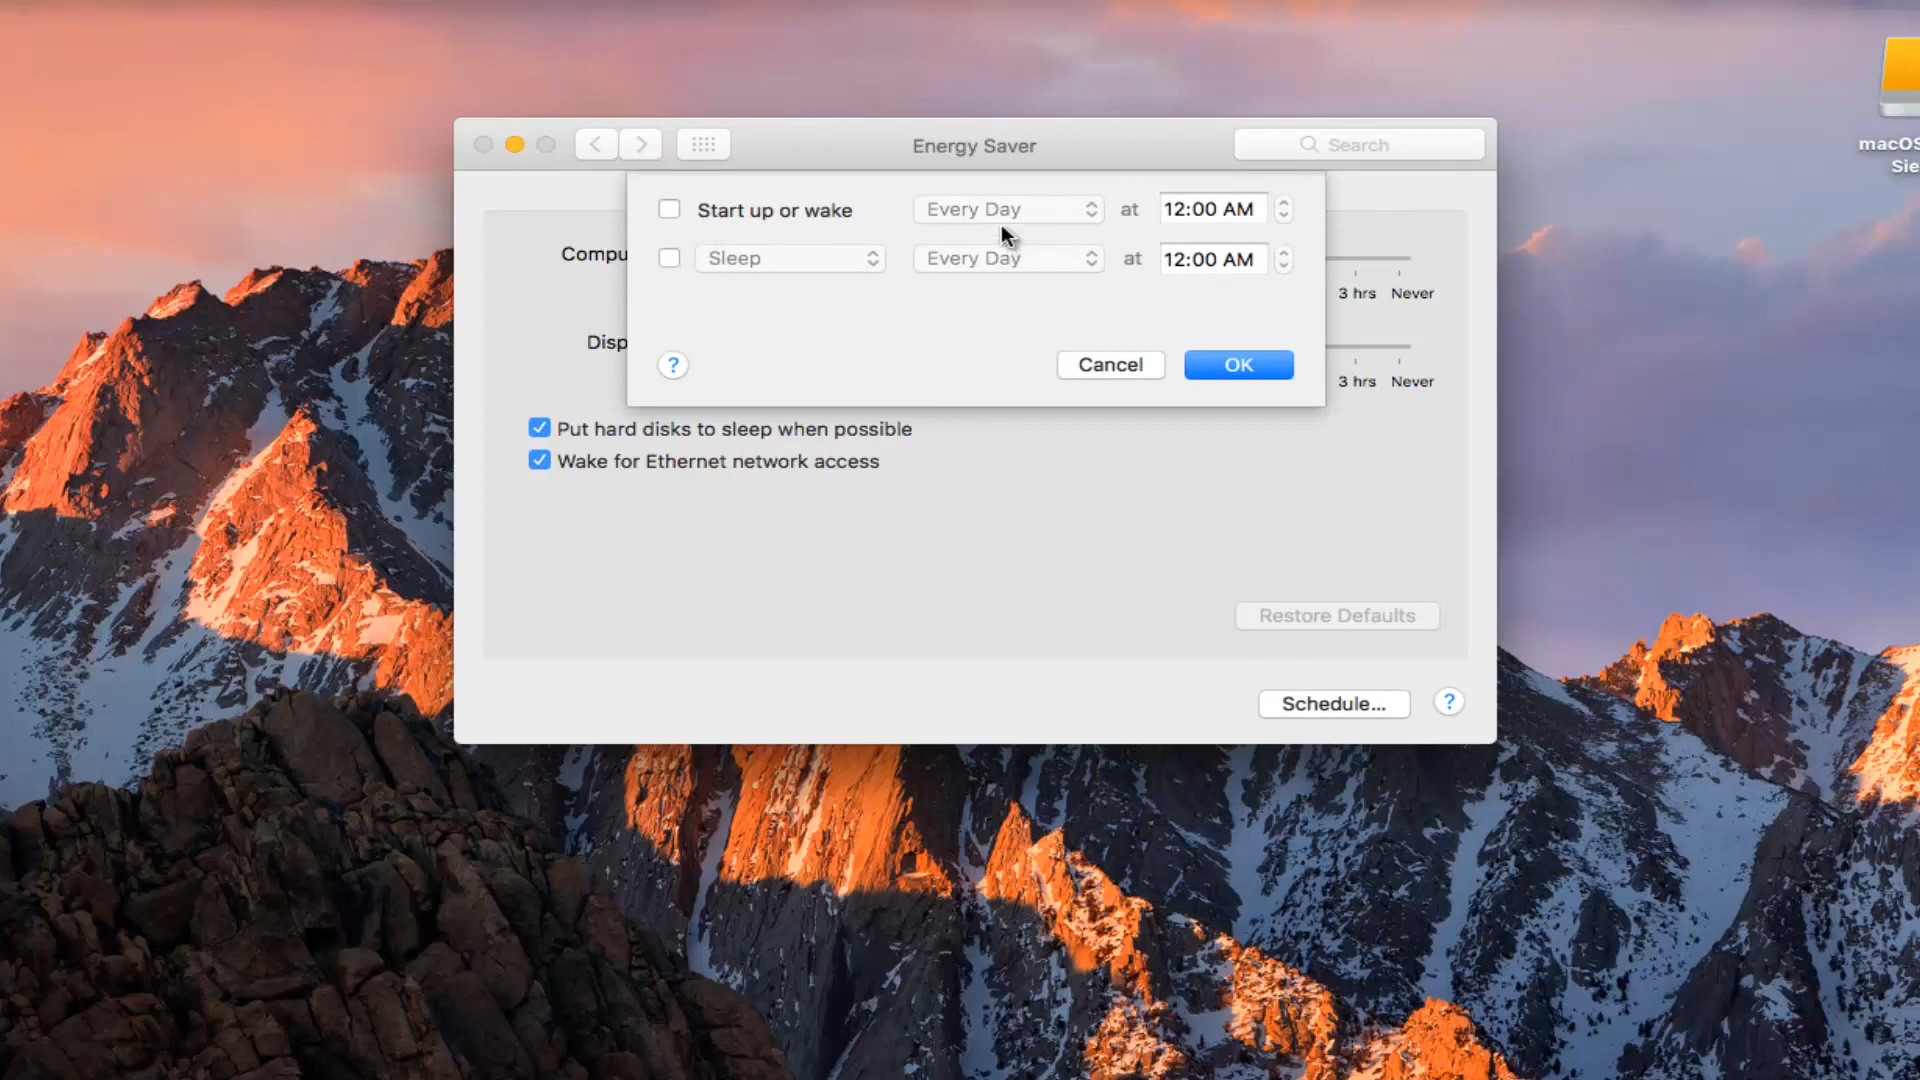 Energy Saver
Search
Start up or wake
Every Day
at
12:00 AM
Sleep
Every Day
at
12:00 AM
Compu
3 hrs
Never
Disp
3 hrs
Never
?
Cancel
OK
Put hard disks to sleep when possible
Wake for Ethernet network access
Restore Defaults
Schedule...
?
macOS
Sie